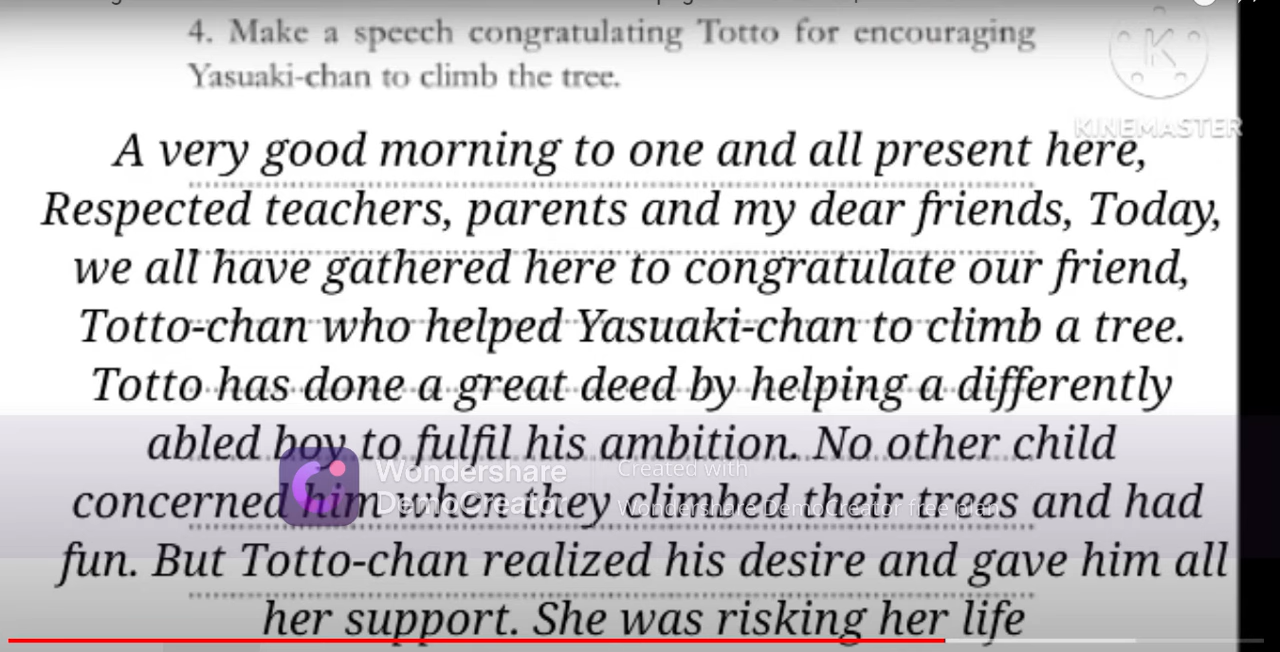 4. Make a speech congratulating Totto for encouraging
Yasuaki-chan to climb the tree.
KINEMASTER
A very good morning to one and all present here,
Respected teachers, parents and my dear friends, Today,
we all have gathered here to congratulate our friend,
Totto-chan who helped Yasuaki-chan to climb a tree.
Totto has done a great deed by helping a differently
abled boy to fulfil his ambition. No other child
concerned him when they climbed their trees and had
fun. But Totto-chan realized his desire and gave him all
her support. She was risking her life
Wondershare
DemoCreator
Created with
Wondershare DemoCreator free plan